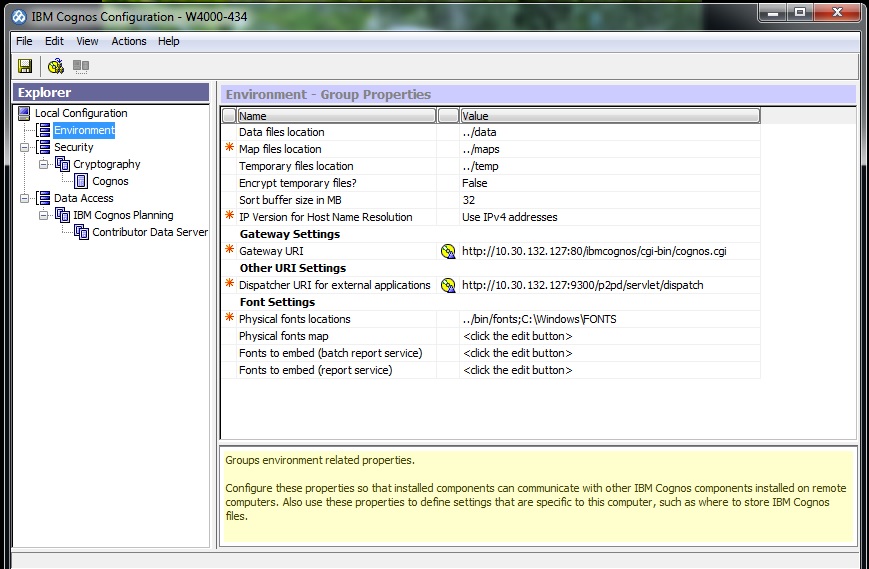 IBM Cognos Configuration - W4000-434
File Edit View Actions Help
Explorer
Local Configuration
Environment
Security
Cryptography
Cognos
Data Access
IBM Cognos Planning
Contributor Data Server
Environment - Group Properties
Name Value
Data files location ../data
* Map files location ../maps
Temporary files location ../temp
Encrypt temporary files? False
Sort buffer size in MB 32
* IP Version for Host Name Resolution Use IPv4 addresses
Gateway Settings
* Gateway URI http://10.30.132.127:80/ibmcognos/cgi-bin/cognos.cgi
Other URI Settings
* Dispatcher URI for external applications http://10.30.132.127:9300/p2pd/servlet/dispatch
Font Settings
* Physical fonts locations ../bin/fonts;C:\Windows\FONTS
Physical fonts map <click the edit button>
Fonts to embed (batch report service) <click the edit button>
Fonts to embed (report service) <click the edit button>
Groups environment related properties.
Configure these properties so that installed components can communicate with other IBM Cognos components installed on remote
computers. Also use these properties to define settings that are specific to this computer, such as where to store IBM Cognos
files.